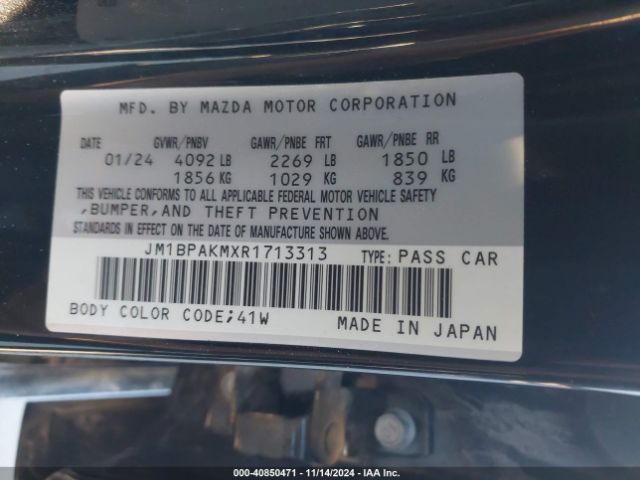 MFD. BY MAZDA MOTOR CORPORATION
DATE GVWR/PNBV GAWR/PNBE FRT GAWR/PNBE RR
01/24 4092 LB 2269 LB 1850 LB
1856 KG 1029 KG 839 KG
THIS VEHICLE CONFORMS TO ALL APPLICABLE FEDERAL MOTOR VEHICLE SAFETY
,BUMPER,AND THEFT PREVENTION
STANDARDS IN EFFECT ON THE DATE OF MANUFACTURE SHOWN ABOVE.
JM1BPAKMXR1713313 TYPE: PASS CAR
BODY COLOR CODE;41W MADE IN JAPAN
000-40850471 - 11/14/2024 - IAA Inc.